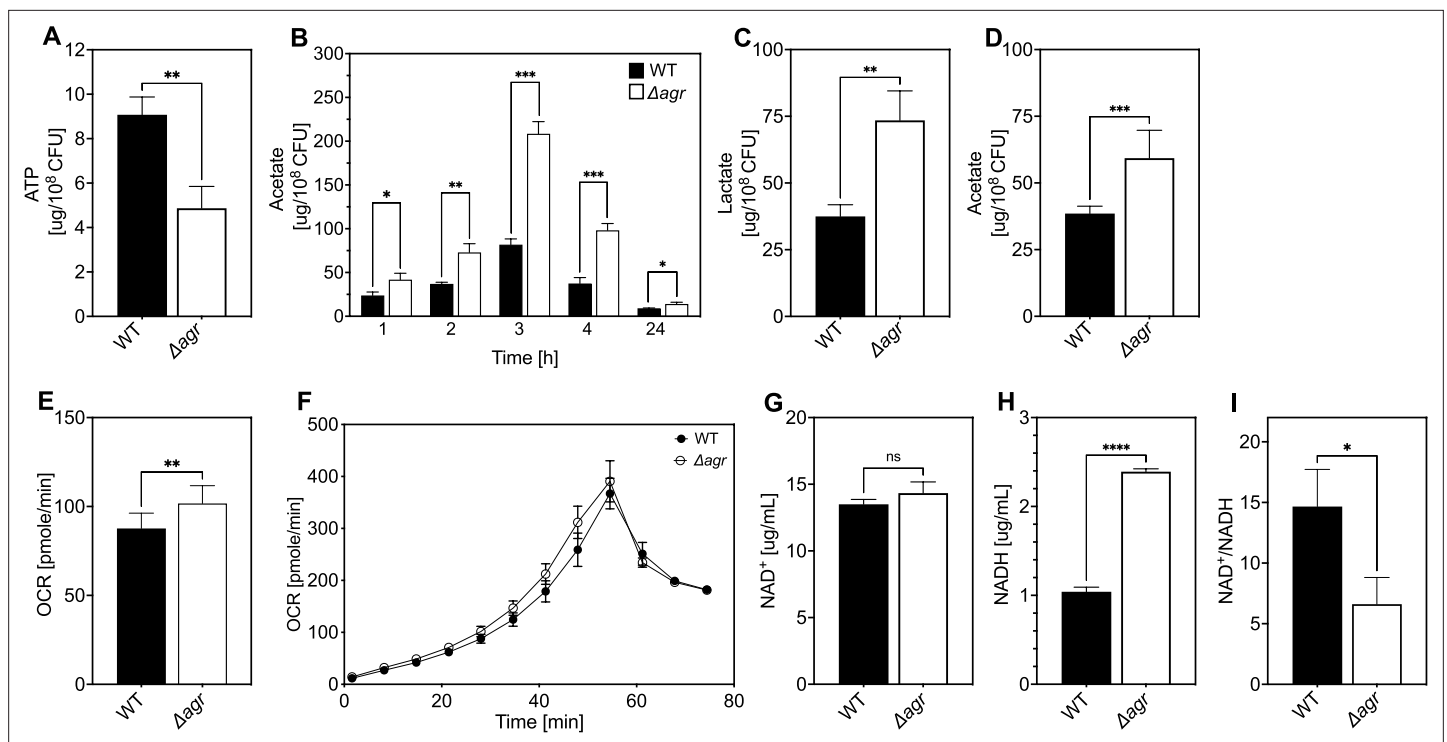 A
ATP
[ug/10⁸ CFU]
12
10
8
6
4
2
0
WT
Δagr
**
B
Acetate
[ug/10⁸ CFU]
300
250
200
150
100
50
0
*
**
***
***
*
WT
Δagr
1 2 3 4 24
Time [h]
C
Lactate
[ug/10⁸ CFU]
100
75
50
25
0
**
WT
Δagr
D
Acetate
[ug/10⁸ CFU]
100
75
50
25
0
***
WT
Δagr
E
OCR [pmole/min]
150
100
50
0
**
WT
Δagr
F
OCR [pmole/min]
500
400
300
200
100
0
WT
Δagr
0 20 40 60 80
Time [min]
G
NAD⁺ [ug/mL]
20
15
10
5
0
ns
WT
Δagr
H
NADH [ug/mL]
3
2
1
0
****
WT
Δagr
I
NAD⁺/NADH
20
15
10
5
0
*
WT
Δagr